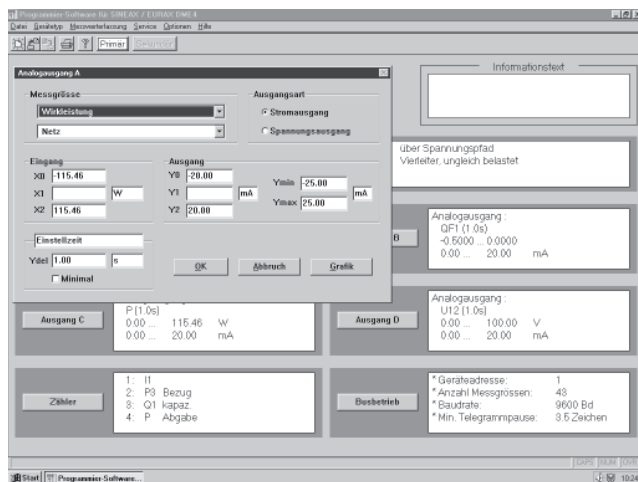 Programmier-Software für SINEAX / EURAX DME4
Datei Gerätetyp Messwerterfassung Service Optionen Hilfe
Primär Sekundär
Analogausgang A
Messgrösse
Wirkleistung
Netz
Ausgangsart
Stromausgang
Spannungsausgang
Eingang
X0 -115.46
X1 W
X2 115.46
Ausgang
Y0 -20.00
Y1 mA
Y2 20.00
Ymin -25.00
Ymax 25.00 mA
Einstellzeit
Ydel 1.00 s
Minimal
OK Abbruch Grafik
Informationstext
über Spannungspfad
Vierleiter, ungleich belastet
B
Analogausgang :
QF1 (1.0s)
-0.5000 ... 0.0000
0.00 ... 20.00 mA
Ausgang C
P (1.0s)
0.00 ... 115.46 W
0.00 ... 20.00 mA
Ausgang D
Analogausgang :
U12 (1.0s)
0.00 ... 100.00 V
0.00 ... 20.00 mA
Zähler
1: I1
2: P3 Bezug
3: Q1 kapaz.
4: P Abgabe
Busbetrieb
* Geräteadresse: 1
* Anzahl Messgrössen: 43
* Baudrate: 9600 Bd
* Min. Telegrammpause: 3.5 Zeichen
CAPS NUM OVR
Start Programmier-Software... 10:24